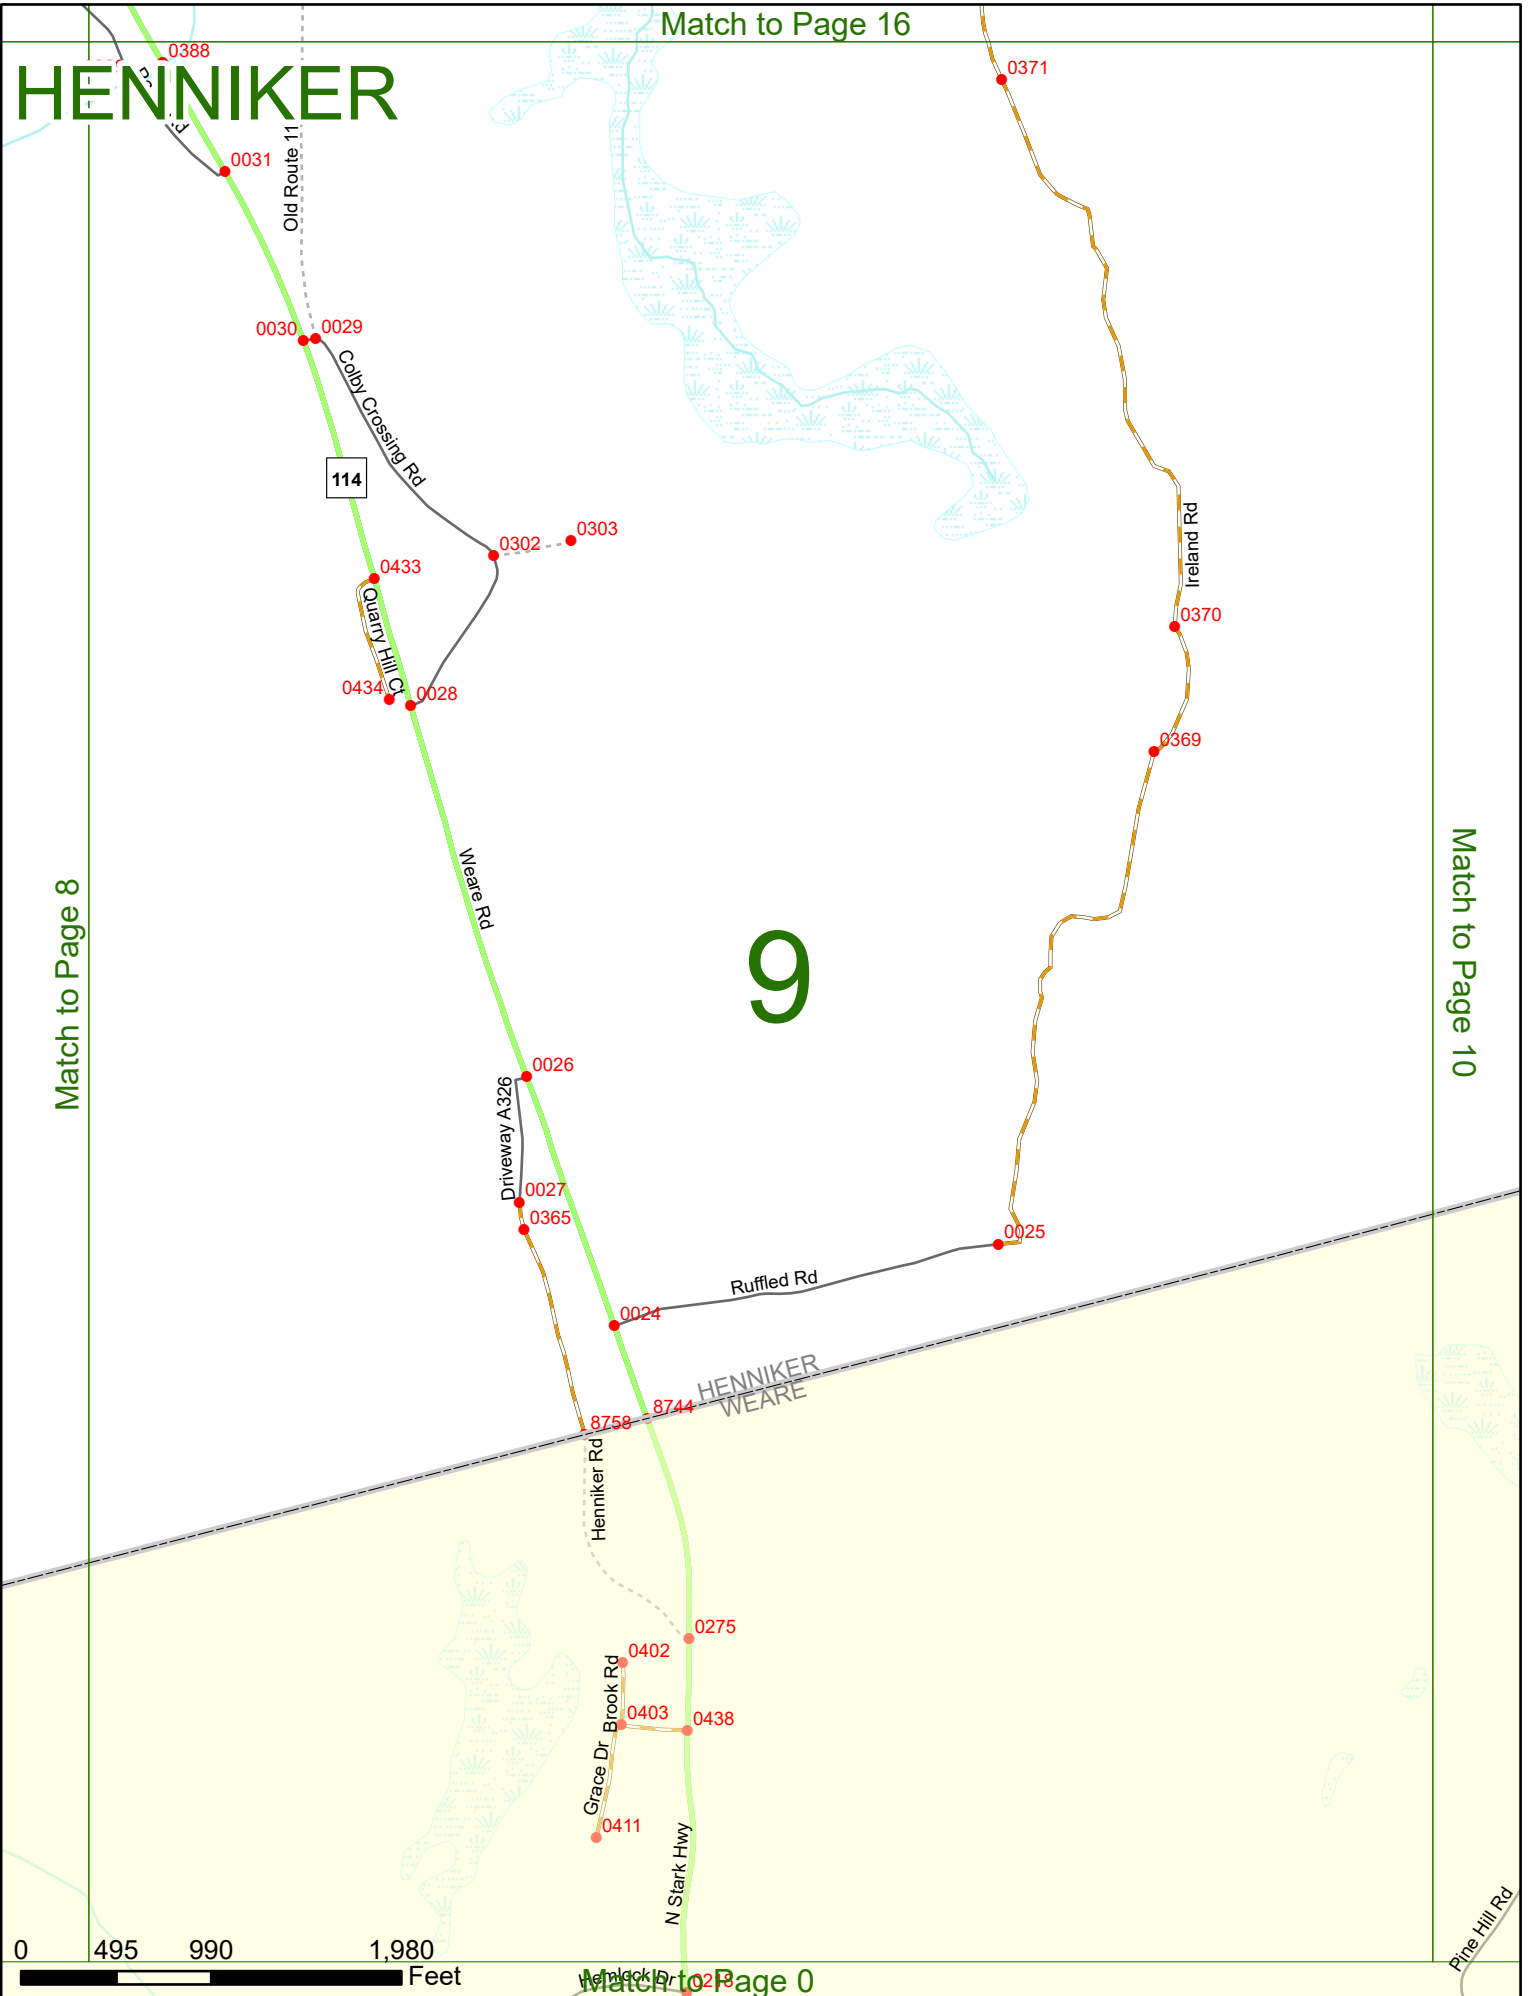 Match to Page 16
0388
0371
HENNIKER
0031
Old Route 11
0030
0029
Colby Crossing Rd
114
0303
0302
Ireland Rd
0433
Quarry Hill Ct
0370
0434
0028
0369
Weare Rd
Match to Page 8
Match to Page 10
9
0026
Driveway A326
0027
0365
0025
Ruffled Rd
0024
HENNIKER
WEARE
8744
8758
Henniker Rd
0275
0402
Brook Rd
0403
0438
Grace Dr
0411
N Stark Hwy
Pine Hill Rd
0 495 990 1,980
Feet
Hemlock Dr
Match to Page 0